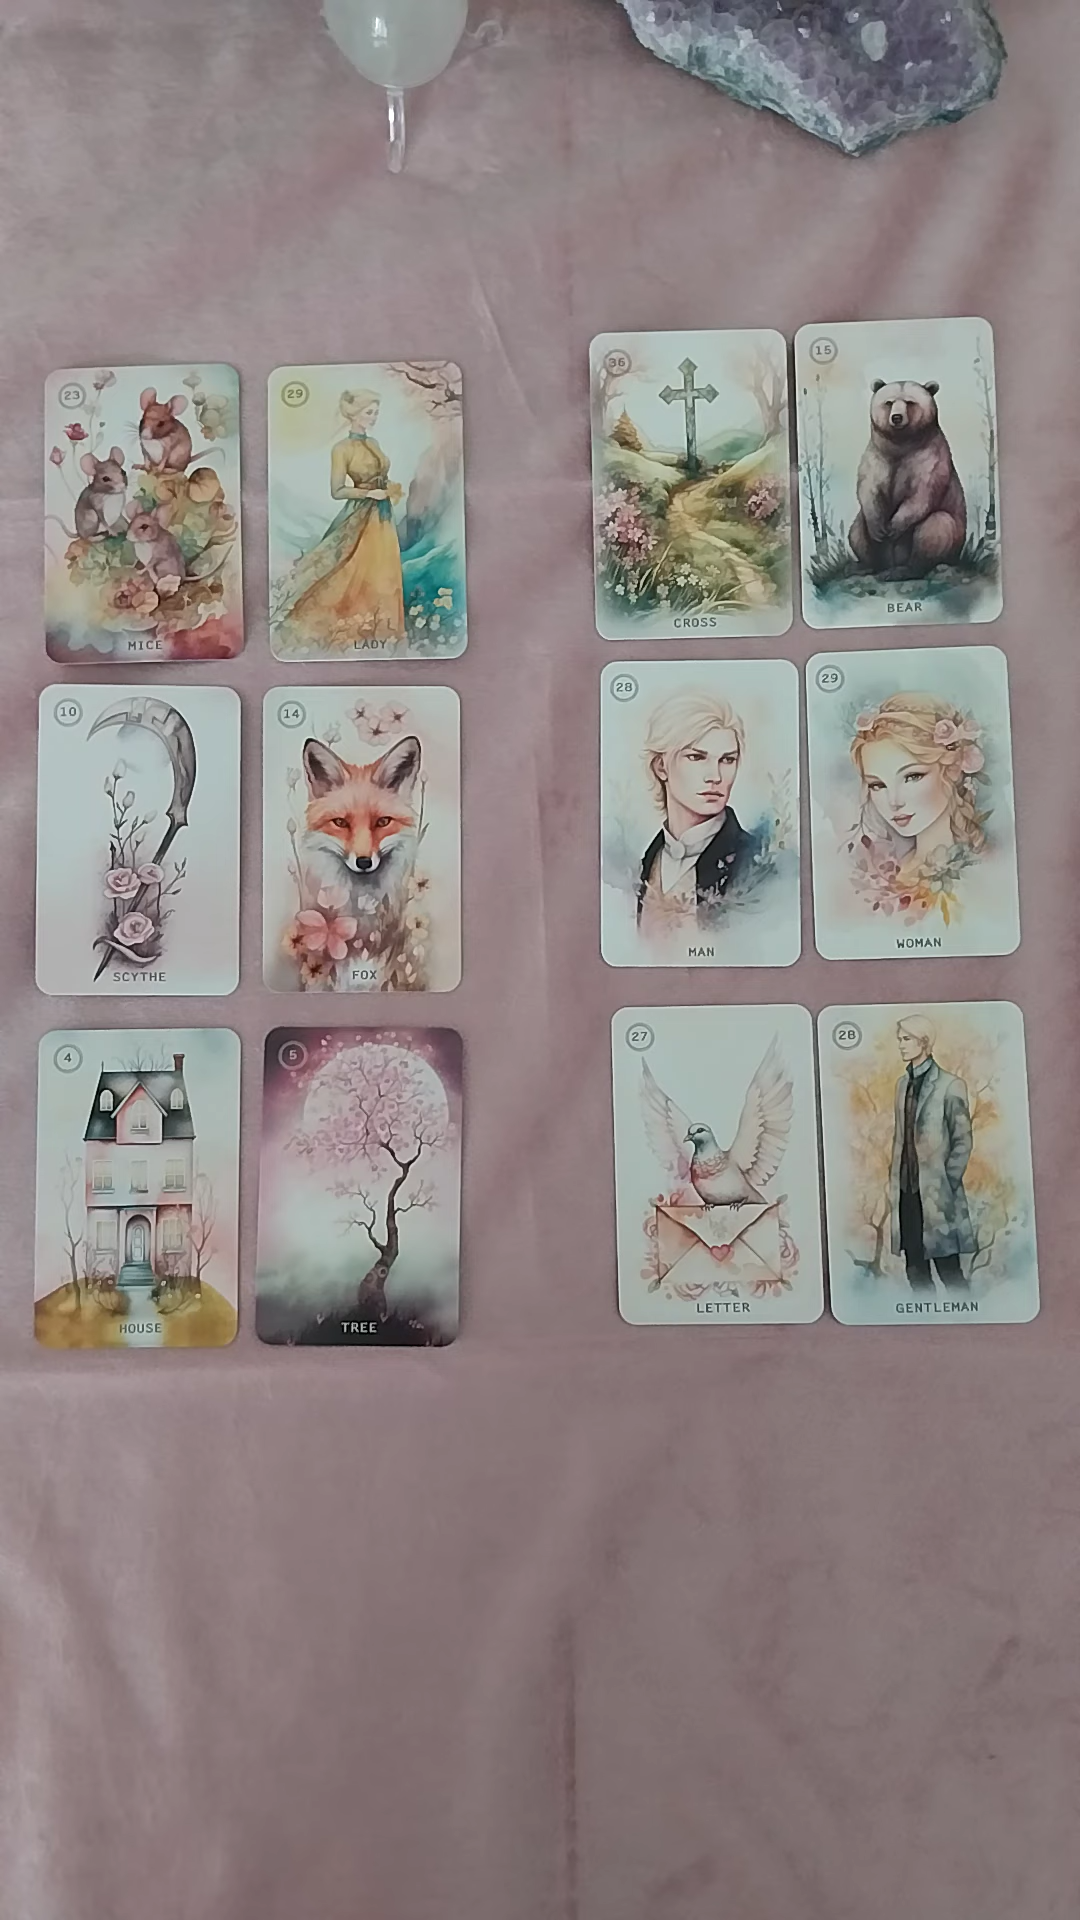 23
MICE
29
LADY
36
CROSS
15
BEAR
10
SCYTHE
14
FOX
28
MAN
29
WOMAN
4
HOUSE
5
TREE
27
LETTER
28
GENTLEMAN